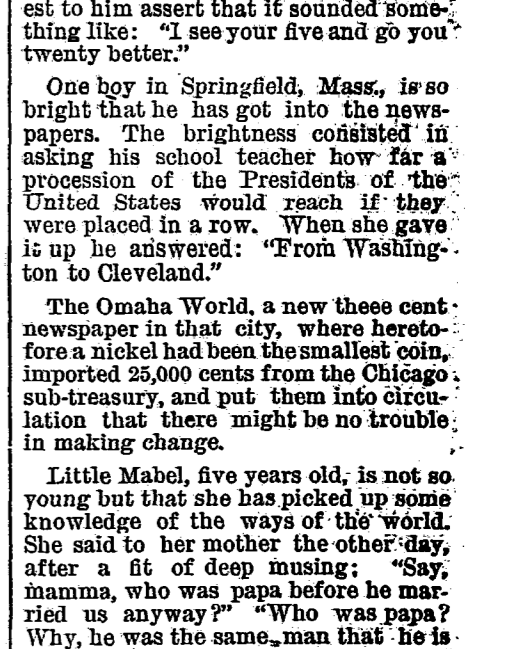 est to him assert that it sounded some-
thing like: "I see your five and go you
twenty better."
One boy in Springfield, Mass., is so
bright that he has got into the news-
papers. The brightness consisted in
asking his school teacher how far a
procession of the Presidents of the
United States would reach if they
were placed in a row. When she gave
it up he answered: "From Washing-
ton to Cleveland."
The Omaha World, a new theee cent
newspaper in that city, where hereto-
fore a nickel had been the smallest coin,
imported 25,000 cents from the Chicago
sub-treasury, and put them into circu-
lation that there might be no trouble
in making change.
Little Mabel, five years old, is not so
young but that she has picked up some
knowledge of the ways of the world.
She said to her mother the other day,
after a fit of deep musing: "Say,
mamma, who was papa before he mar-
ried us anyway?" "Who was papa?
Why, he was the same man that he is